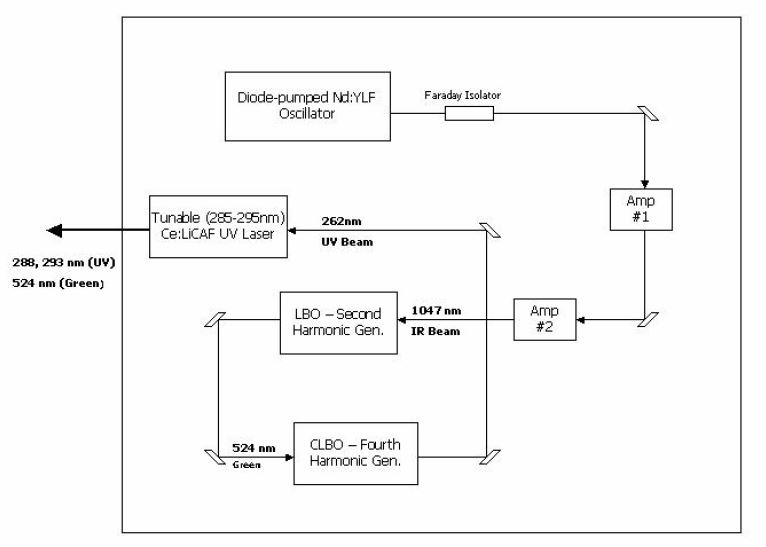 Diode-pumped Nd:YLF
Oscillator
Faraday Isolator
Amp
#1
Tunable (285-295nm)
Ce:LiCAF UV Laser
262nm
UV Beam
288, 293 nm (UV)
524 nm (Green)
LBO – Second
Harmonic Gen.
1047 nm
IR Beam
Amp
#2
524 nm
Green
CLBO – Fourth
Harmonic Gen.